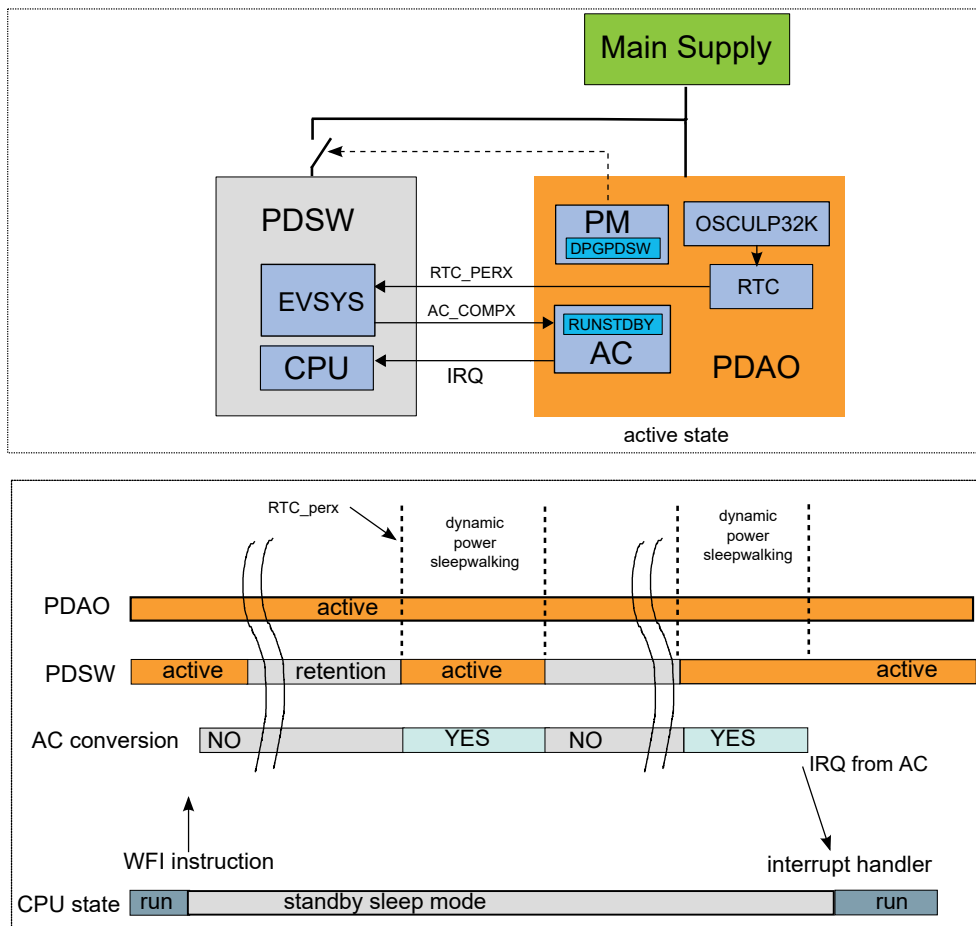 Main Supply
PDSW
PM
DPGPDSW
OSCULP32K
RTC_PERX
RTC
EVSYS
AC_COMPX
RUNSTDBY
AC
CPU
IRQ
PDAO
active state
RTC_perx
dynamic
power
sleepwalking
dynamic
power
sleepwalking
PDAO
active
PDSW
active
retention
active
active
AC conversion
NO
YES
NO
YES
IRQ from AC
WFI instruction
interrupt handler
CPU state
run
standby sleep mode
run